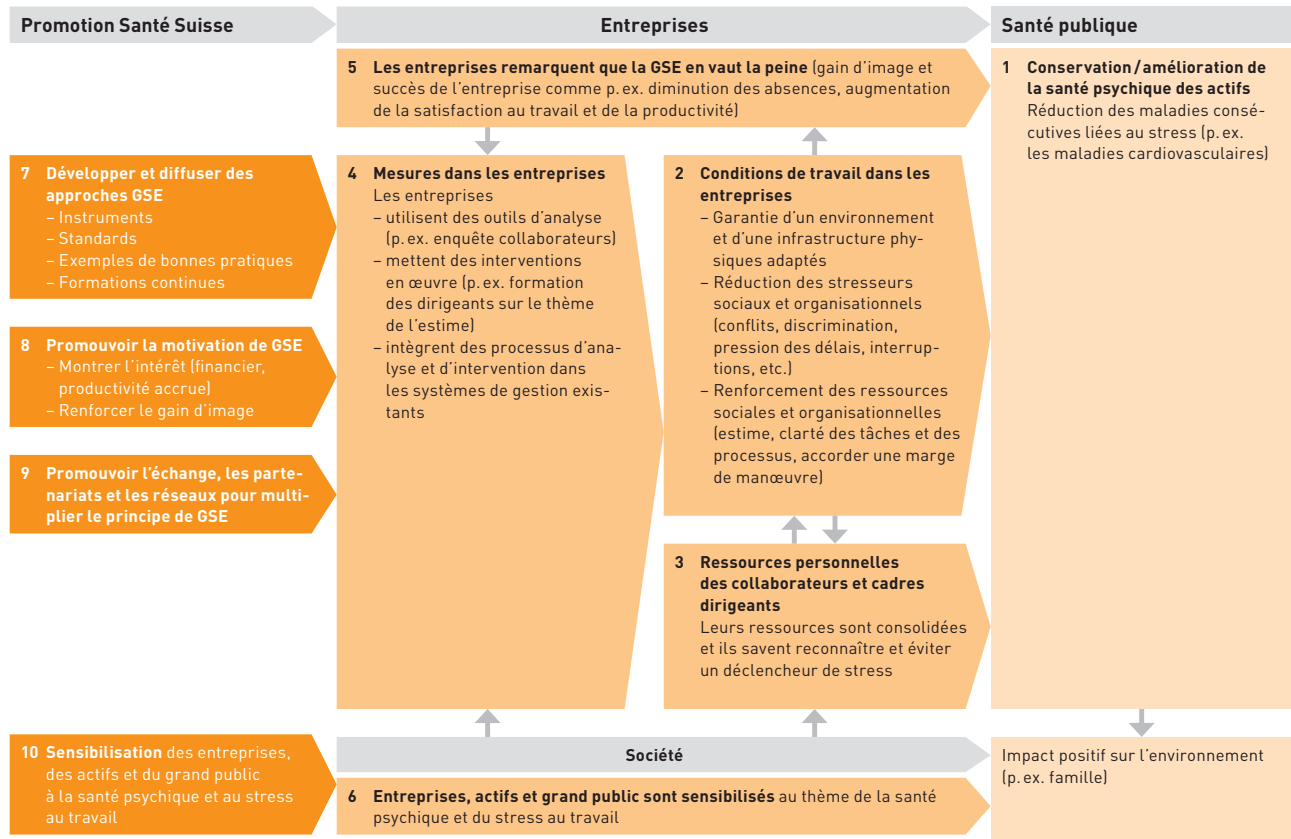 Promotion Santé Suisse
Entreprises
Santé publique
5 Les entreprises remarquent que la GSE en vaut la peine (gain d’image et
succès de l’entreprise comme p. ex. diminution des absences, augmentation
de la satisfaction au travail et de la productivité)
1 Conservation / amélioration de
la santé psychique des actifs
Réduction des maladies consé-
cutives liées au stress (p. ex.
les maladies cardiovasculaires)
7 Développer et diffuser des
approches GSE
– Instruments
– Standards
– Exemples de bonnes pratiques
– Formations continues
8 Promouvoir la motivation de GSE
– Montrer l’intérêt (financier,
productivité accrue)
– Renforcer le gain d’image
9 Promouvoir l’échange, les parte-
nariats et les réseaux pour multi-
plier le principe de GSE
4 Mesures dans les entreprises
Les entreprises
– utilisent des outils d’analyse
(p. ex. enquête collaborateurs)
– mettent des interventions
en œuvre (p. ex. formation
des dirigeants sur le thème
de l’estime)
– intègrent des processus d’ana-
lyse et d’intervention dans
les systèmes de gestion exis-
tants
2 Conditions de travail dans les
entreprises
– Garantie d’un environnement
et d’une infrastructure phy-
siques adaptés
– Réduction des stresseurs
sociaux et organisationnels
(conflits, discrimination,
pression des délais, interrup-
tions, etc.)
– Renforcement des ressources
sociales et organisationnelles
(estime, clarté des tâches et des
processus, accorder une marge
de manœuvre)
3 Ressources personnelles
des collaborateurs et cadres
dirigeants
Leurs ressources sont consolidées
et ils savent reconnaître et éviter
un déclencheur de stress
10 Sensibilisation des entreprises,
des actifs et du grand public
à la santé psychique et au stress
au travail
Société
6 Entreprises, actifs et grand public sont sensibilisés au thème de la santé
psychique et du stress au travail
Impact positif sur l’environnement
(p. ex. famille)